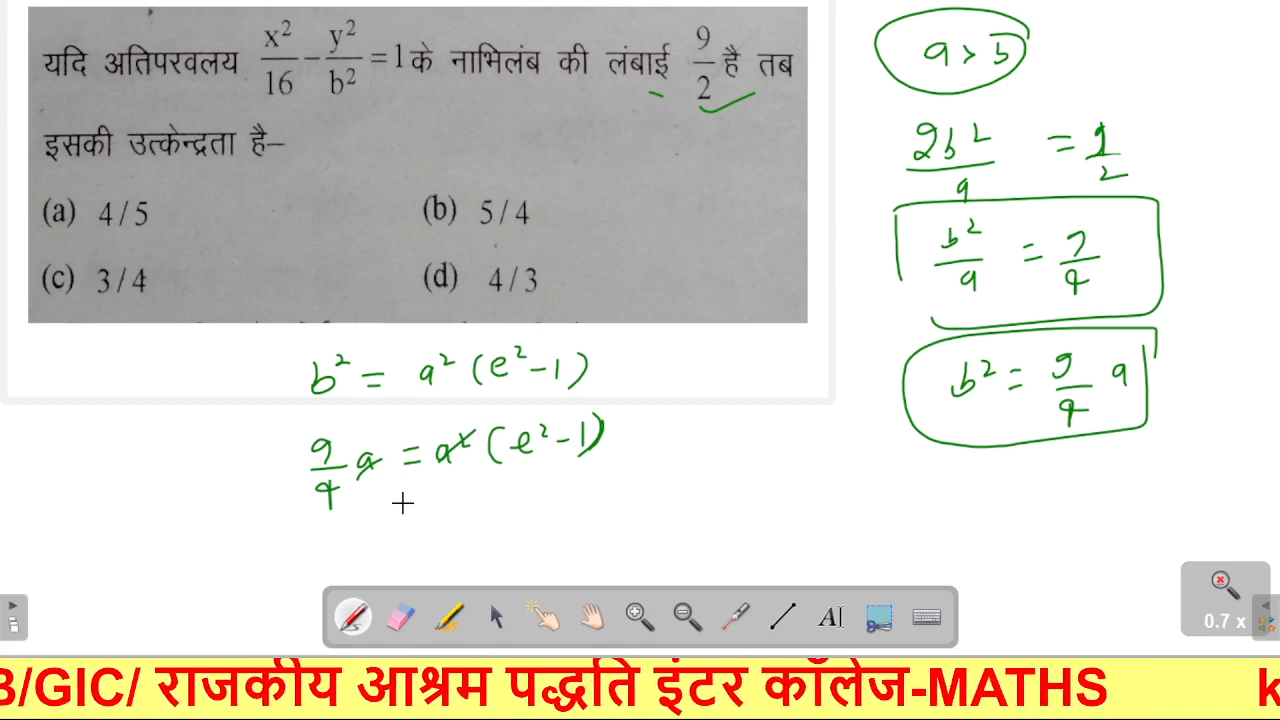 यदि अतिपरवलय x²/16 − y²/b² = 1 के नाभिलंब की लंबाई 9/2 है तब
इसकी उत्केन्द्रता है–
(a) 4/5 (b) 5/4
(c) 3/4 (d) 4/3
b² = a² (e² - 1)
9/4 a = a² (e² - 1)
a > b
2b²/a = 9/2
b²/a = 9/4
b² = 9/4 a
AI
0.7 x
B/GIC/ राजकीय आश्रम पद्धति इंटर कॉलेज-MATHS k